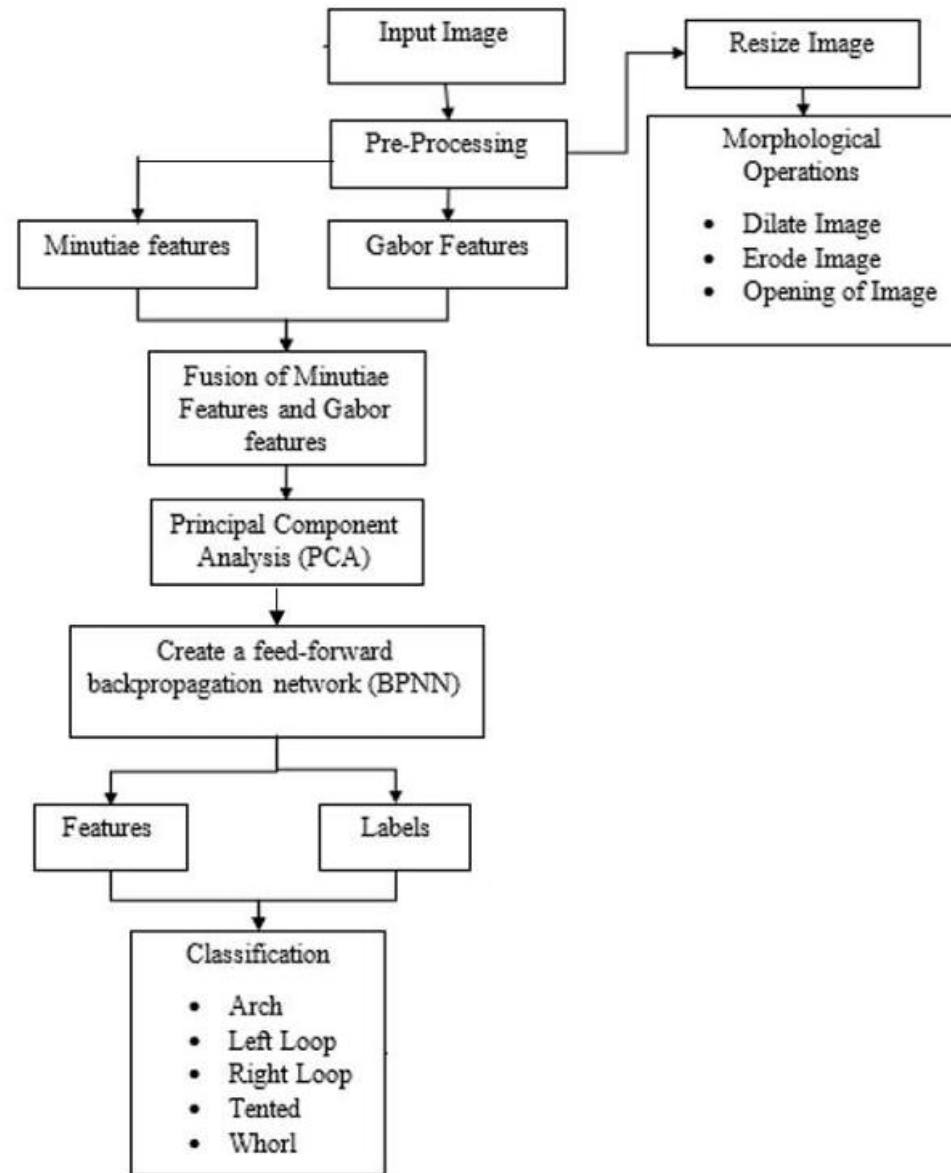 Input Image
Resize Image
Pre-Processing
Morphological
Operations
• Dilate Image
• Erode Image
• Opening of Image
Minutiae features
Gabor Features
Fusion of Minutiae
Features and Gabor
features
Principal Component
Analysis (PCA)
Create a feed-forward
backpropagation network (BPNN)
Features
Labels
Classification
• Arch
• Left Loop
• Right Loop
• Tented
• Whorl